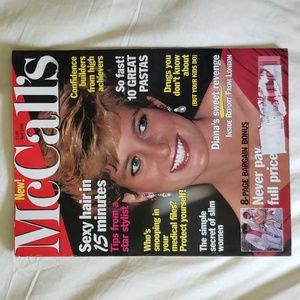 New!
McCall's
Confidence
builders
from high
achievers
So fast!
10 GREAT
PASTAS
Drugs you
don't know
about
(BUT YOUR KIDS DO)
Sexy hair in
15 minutes
Tips from a
star stylist
Who's
snooping in
your
medical files?
Protect yourself!
The simple
secret of slim
women
Diana's sweet revenge
INSIDE REPORT FROM LONDON
8-PAGE BARGAIN BONUS
Never pay
full price